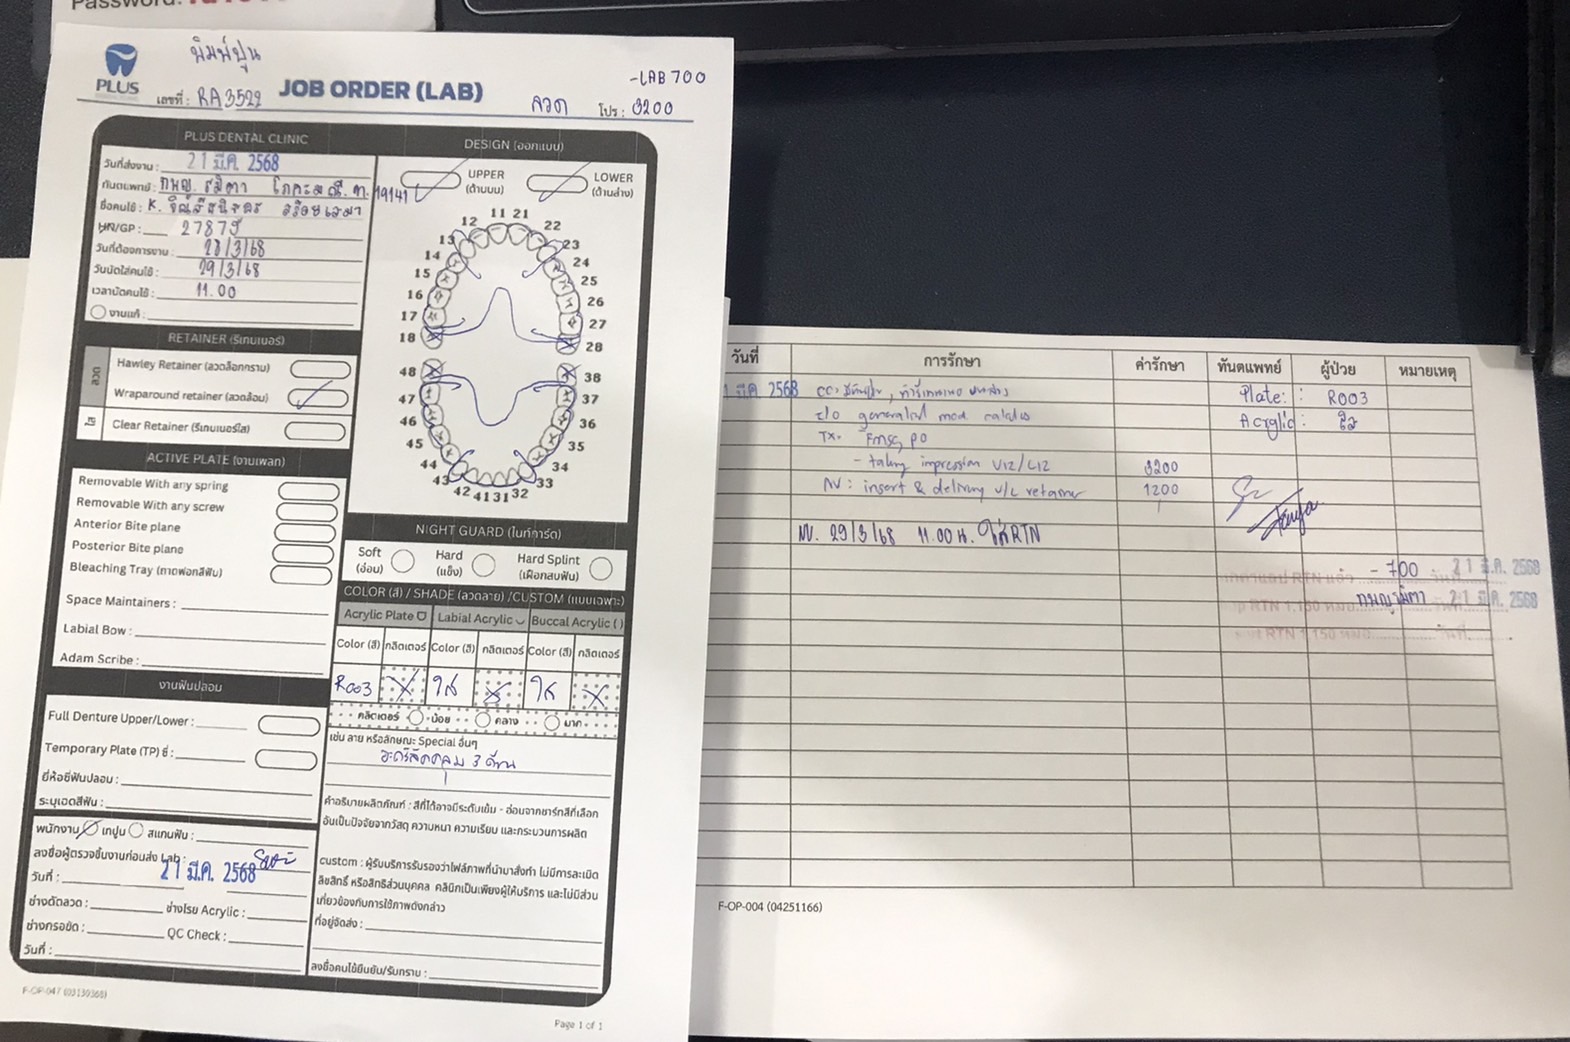 Password:
พิมพ์ปูน
PLUS
เลขที่ : RA3522
JOB ORDER (LAB)
-LAB 700
ลวด โปร : 3200
PLUS DENTAL CLINIC
วันที่ส่งงาน : 21 มี.ค. 2568
ทันตแพทย์ : ทพญ. รมิตา ท. 19141
ชื่อคนไข้ : K.
HN/GP : 27879
วันที่ต้องการงาน : 28/3/68
วันนัดใส่คนไข้ : 29/3/68
เวลานัดคนไข้ : 11.00
งานแก้ :
RETAINER (รีเทนเนอร์)
ลวด
Hawley Retainer (ลวดล็อกกราม)
Wraparound retainer (ลวดล้อม)
ใส
Clear Retainer (รีเทนเนอร์ใส)
ACTIVE PLATE (งานเพลท)
Removable With any spring
Removable With any screw
Anterior Bite plane
Posterior Bite plane
Bleaching Tray (ถาดฟอกสีฟัน)
Space Maintainers :
Labial Bow :
Adam Scribe :
งานฟันปลอม
Full Denture Upper/Lower :
Temporary Plate (TP) ซี่ :
ยี่ห้อซี่ฟันปลอม :
ระบุเฉดสีฟัน :
พนักงาน เทปูน สแกนฟัน :
ลงชื่อผู้ตรวจชิ้นงานก่อนส่ง Lab :
วันที่ : 21 มี.ค. 2568
ช่างดัดลวด : ช่างโรย Acrylic :
ช่างกรอขัด : QC Check :
วันที่ :
F-OP-047 (03130368)
DESIGN (ออกแบบ)
UPPER (ด้านบน)
LOWER (ด้านล่าง)
11 21
12 22
13 23
14 24
15 25
16 26
17 27
18 28
48 38
47 37
46 36
45 35
44 34
43 33
42 41 31 32
NIGHT GUARD (ไนท์การ์ด)
Soft (อ่อน)
Hard (แข็ง)
Hard Splint (เฝือกสบฟัน)
COLOR (สี) / SHADE (ลวดลาย) /CUSTOM (แบบเฉพาะ)
Acrylic Plate Labial Acrylic Buccal Acrylic ( )
Color (สี) กลิตเตอร์ Color (สี) กลิตเตอร์ Color (สี) กลิตเตอร์
R003 ใส ใส
กลิตเตอร์ น้อย กลาง มาก
เช่น ลาย หรือลักษณะ Special อื่นๆ
อะคริลิคคลุม 3 ด้าน
คำอธิบายผลิตภัณฑ์ : สีที่ได้อาจมีระดับเข้ม - อ่อนจากชาร์ทสีที่เลือก
อันเป็นปัจจัยจากวัสดุ ความหนา ความเรียบ และกระบวนการผลิต
custom : ผู้รับบริการรับรองว่าไฟล์ภาพที่นำมาสั่งทำ ไม่มีการละเมิด
ลิขสิทธิ์ หรือสิทธิส่วนบุคคล คลินิกเป็นเพียงผู้ให้บริการ และไม่มีส่วน
เกี่ยวข้องกับการใช้ภาพดังกล่าว
ที่อยู่จัดส่ง :
ลงชื่อคนไข้ยืนยัน/รับทราบ :
Page 1 of 1
วันที่ การรักษา ค่ารักษา ทันตแพทย์ ผู้ป่วย หมายเหตุ
มี.ค. 2568 CC: Plate: : R003
c/o generalized mod calculus Acrylic : ใส
Tx. FMSc, PO
- taking impression U12/L12 3200
NV : insert & delivery U/L retainer 1200
NV. 29/3/68 11.00 น. ใส่ RTN
- 700 21 มี.ค. 2568
ทพญ.รมิตา 21 มี.ค. 2568
F-OP-004 (04251166)